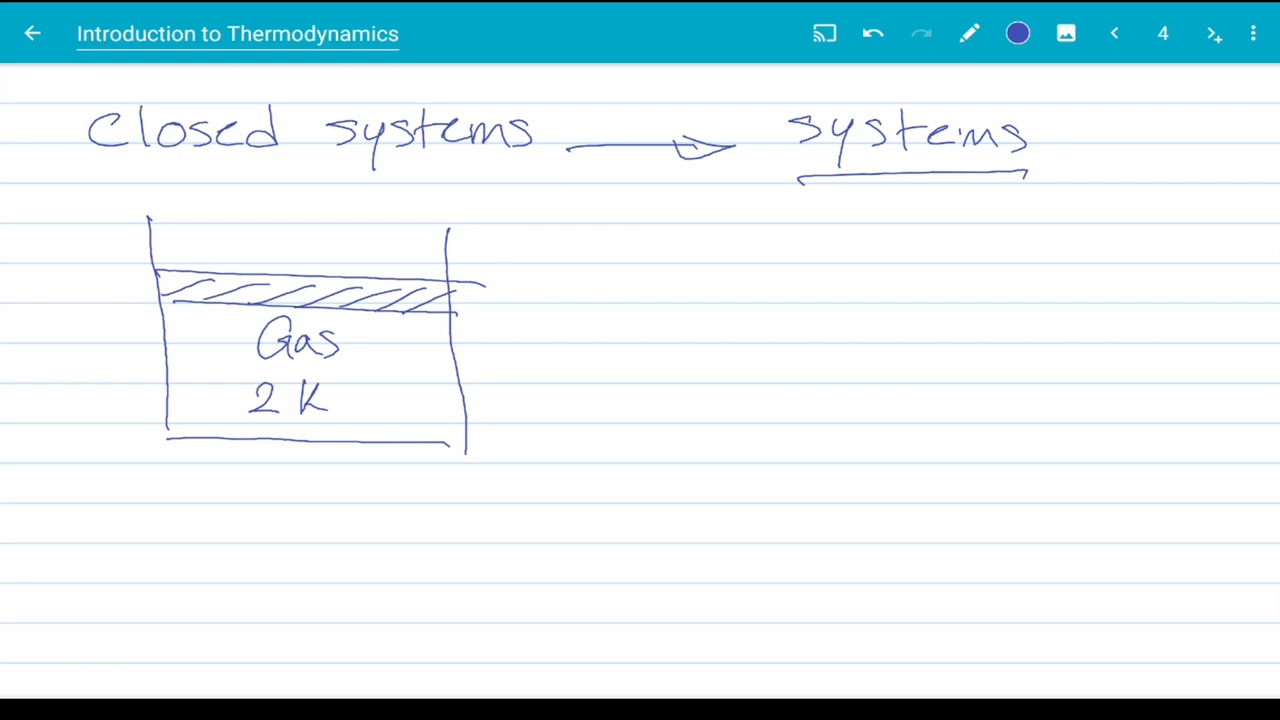 Introduction to Thermodynamics
4
Closed systems systems
Gas
2 K